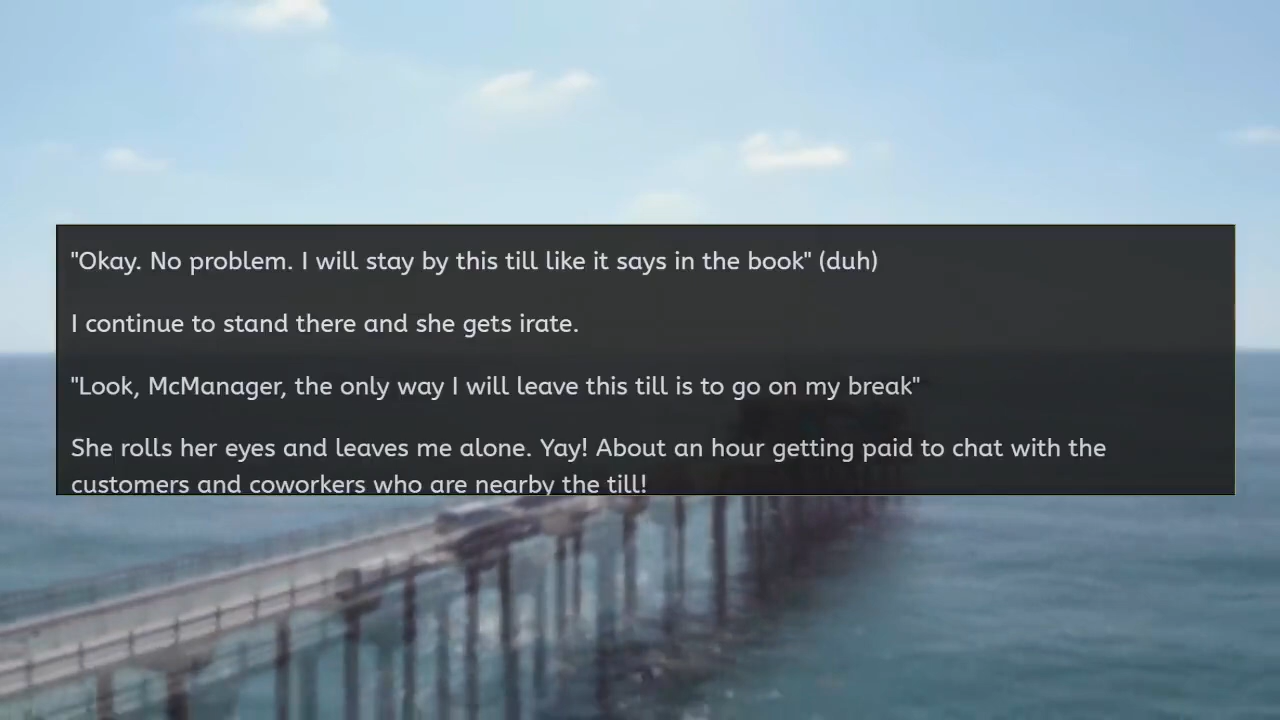 "Okay. No problem. I will stay by this till like it says in the book" (duh)
I continue to stand there and she gets irate.
"Look, McManager, the only way I will leave this till is to go on my break"
She rolls her eyes and leaves me alone. Yay! About an hour getting paid to chat with the
customers and coworkers who are nearby the till!